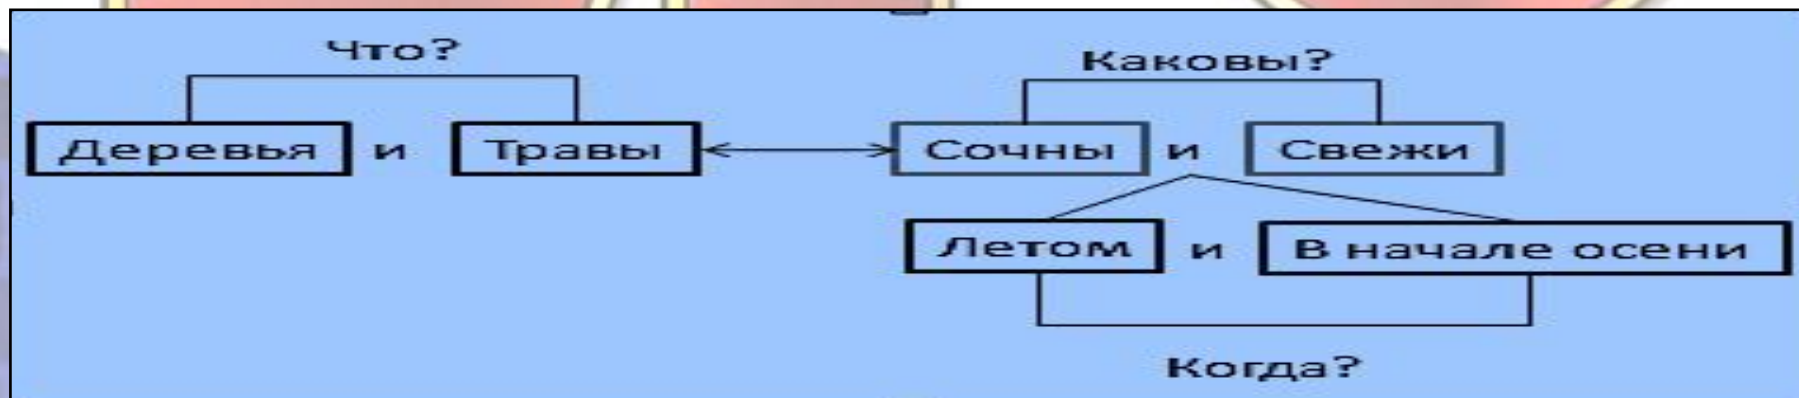 Что? Каковы?
Деревья и Травы Сочны и Свежи
Летом и В начале осени
Когда?